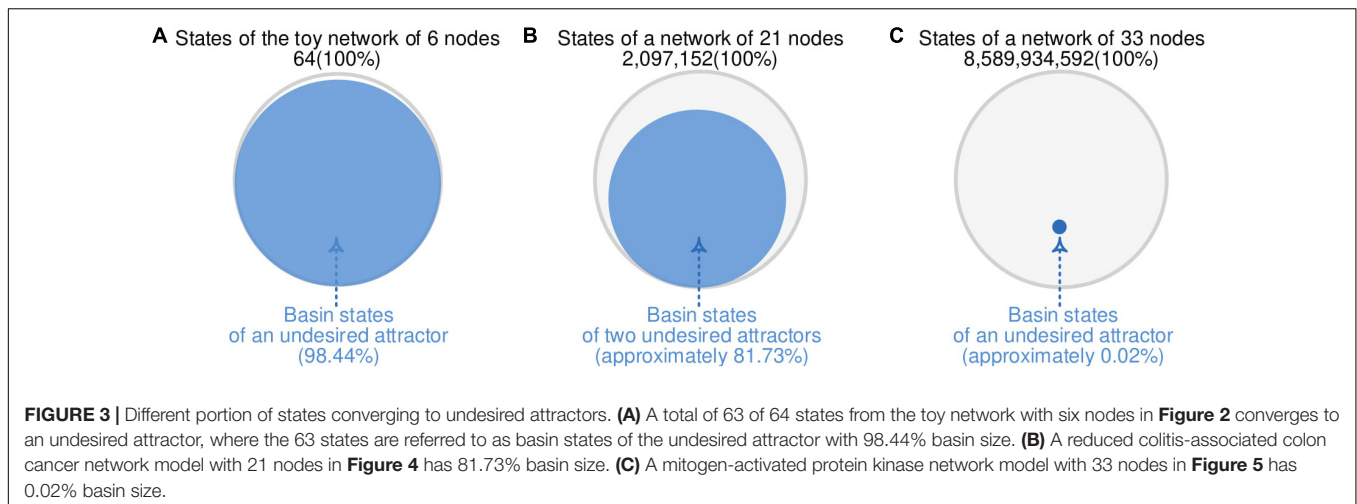 A States of the toy network of 6 nodes
64(100%)
B States of a network of 21 nodes
2,097,152(100%)
C States of a network of 33 nodes
8,589,934,592(100%)
Basin states
of an undesired attractor
(98.44%)
Basin states
of two undesired attractors
(approximately 81.73%)
Basin states
of an undesired attractor
(approximately 0.02%)
FIGURE 3 | Different portion of states converging to undesired attractors. (A) A total of 63 of 64 states from the toy network with six nodes in Figure 2 converges to
an undesired attractor, where the 63 states are referred to as basin states of the undesired attractor with 98.44% basin size. (B) A reduced colitis-associated colon
cancer network model with 21 nodes in Figure 4 has 81.73% basin size. (C) A mitogen-activated protein kinase network model with 33 nodes in Figure 5 has
0.02% basin size.